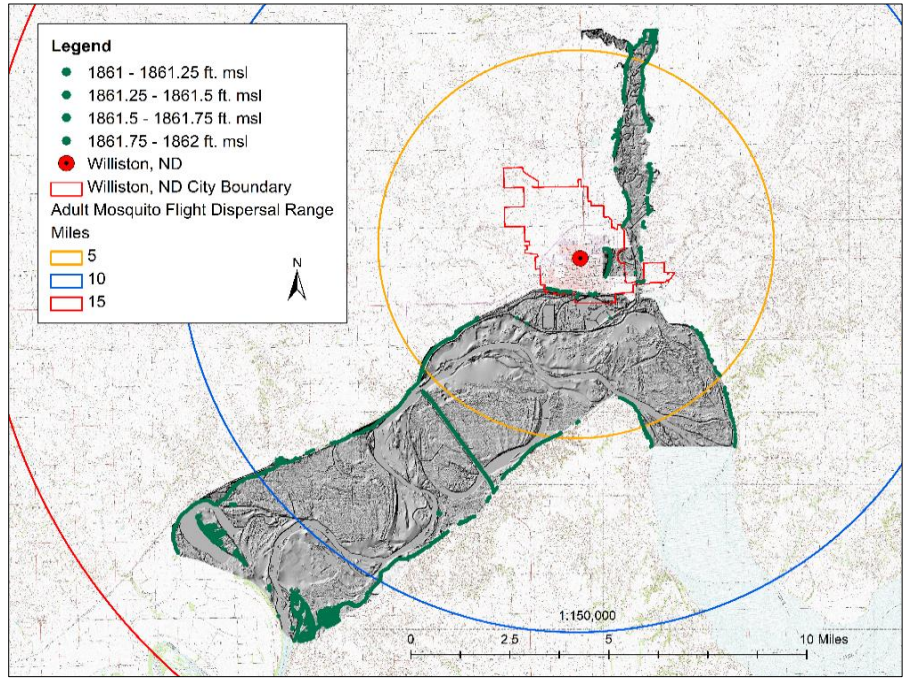 Legend
1861 - 1861.25 ft. msl
1861.25 - 1861.5 ft. msl
1861.5 - 1861.75 ft. msl
1861.75 - 1862 ft. msl
Williston, ND
Williston, ND City Boundary
Adult Mosquito Flight Dispersal Range
Miles
5
10
15
N
1:150,000
0 2.5 5 10 Miles